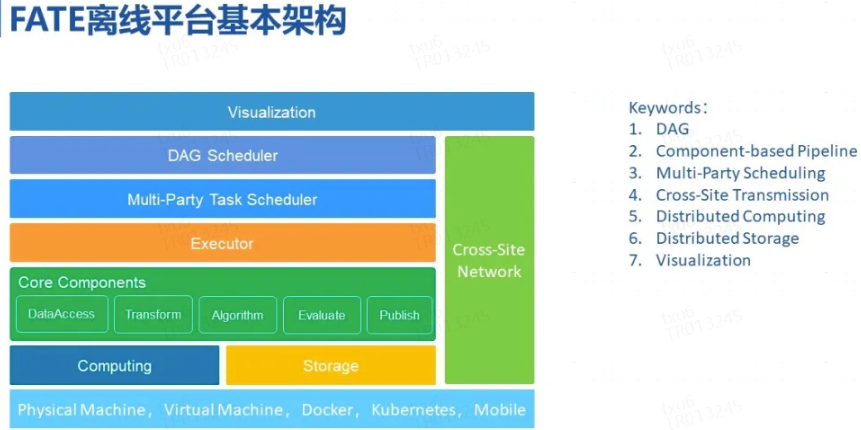 FATE离线平台基本架构
Visualization
DAG Scheduler
Multi-Party Task Scheduler
Executor
Core Components
DataAccess
Transform
Algorithm
Evaluate
Publish
Computing
Storage
Cross-Site
Network
Physical Machine， Virtual Machine， Docker， Kubernetes， Mobile
Keywords：
1. DAG
2. Component-based Pipeline
3. Multi-Party Scheduling
4. Cross-Site Transmission
5. Distributed Computing
6. Distributed Storage
7. Visualization
txu6
TR013245